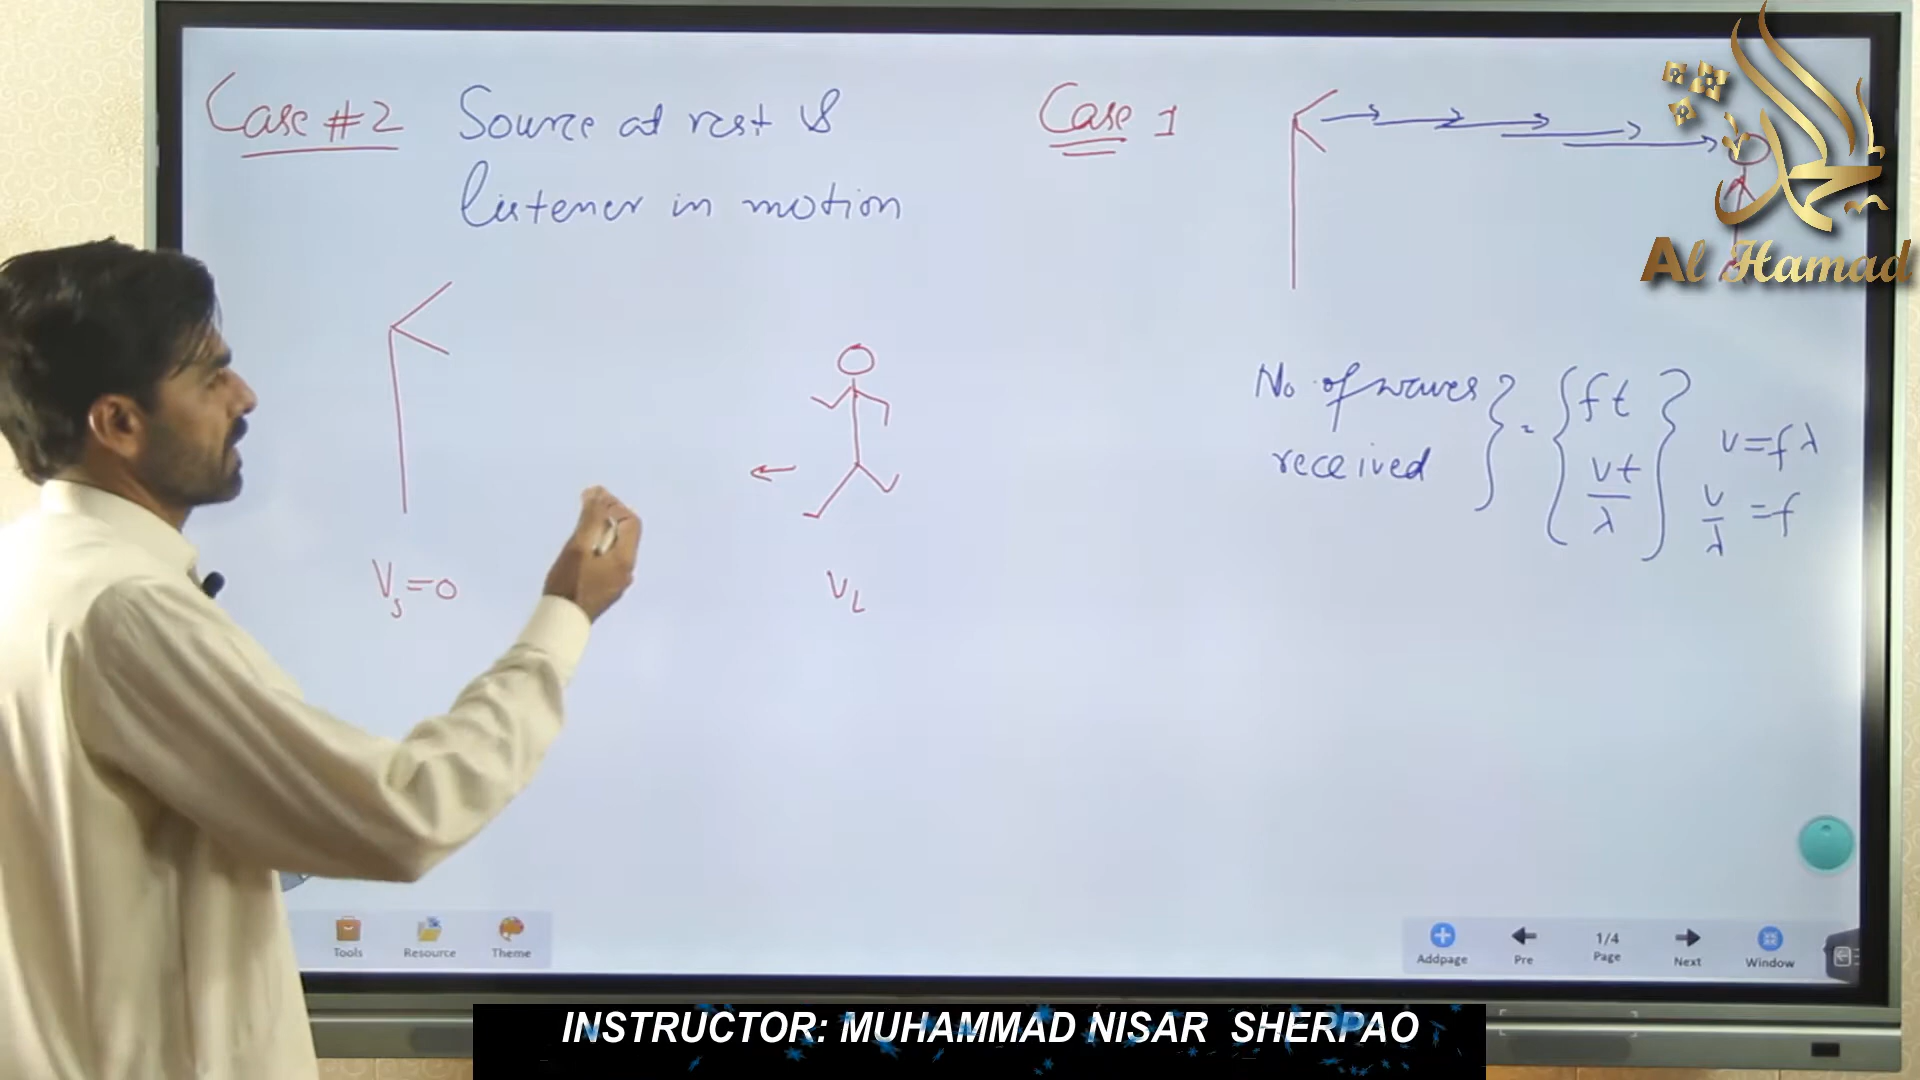 Case #2 Source at rest &
listener in motion
Vs=0
VL
Case 1
No. of waves
received
= { ft
vt/λ }
v=fλ
v/λ =f
Al Hamad
Tools
Resource
Theme
Addpage
Pre
1/4
Page
Next
Window
INSTRUCTOR: MUHAMMAD NISAR SHERPAO